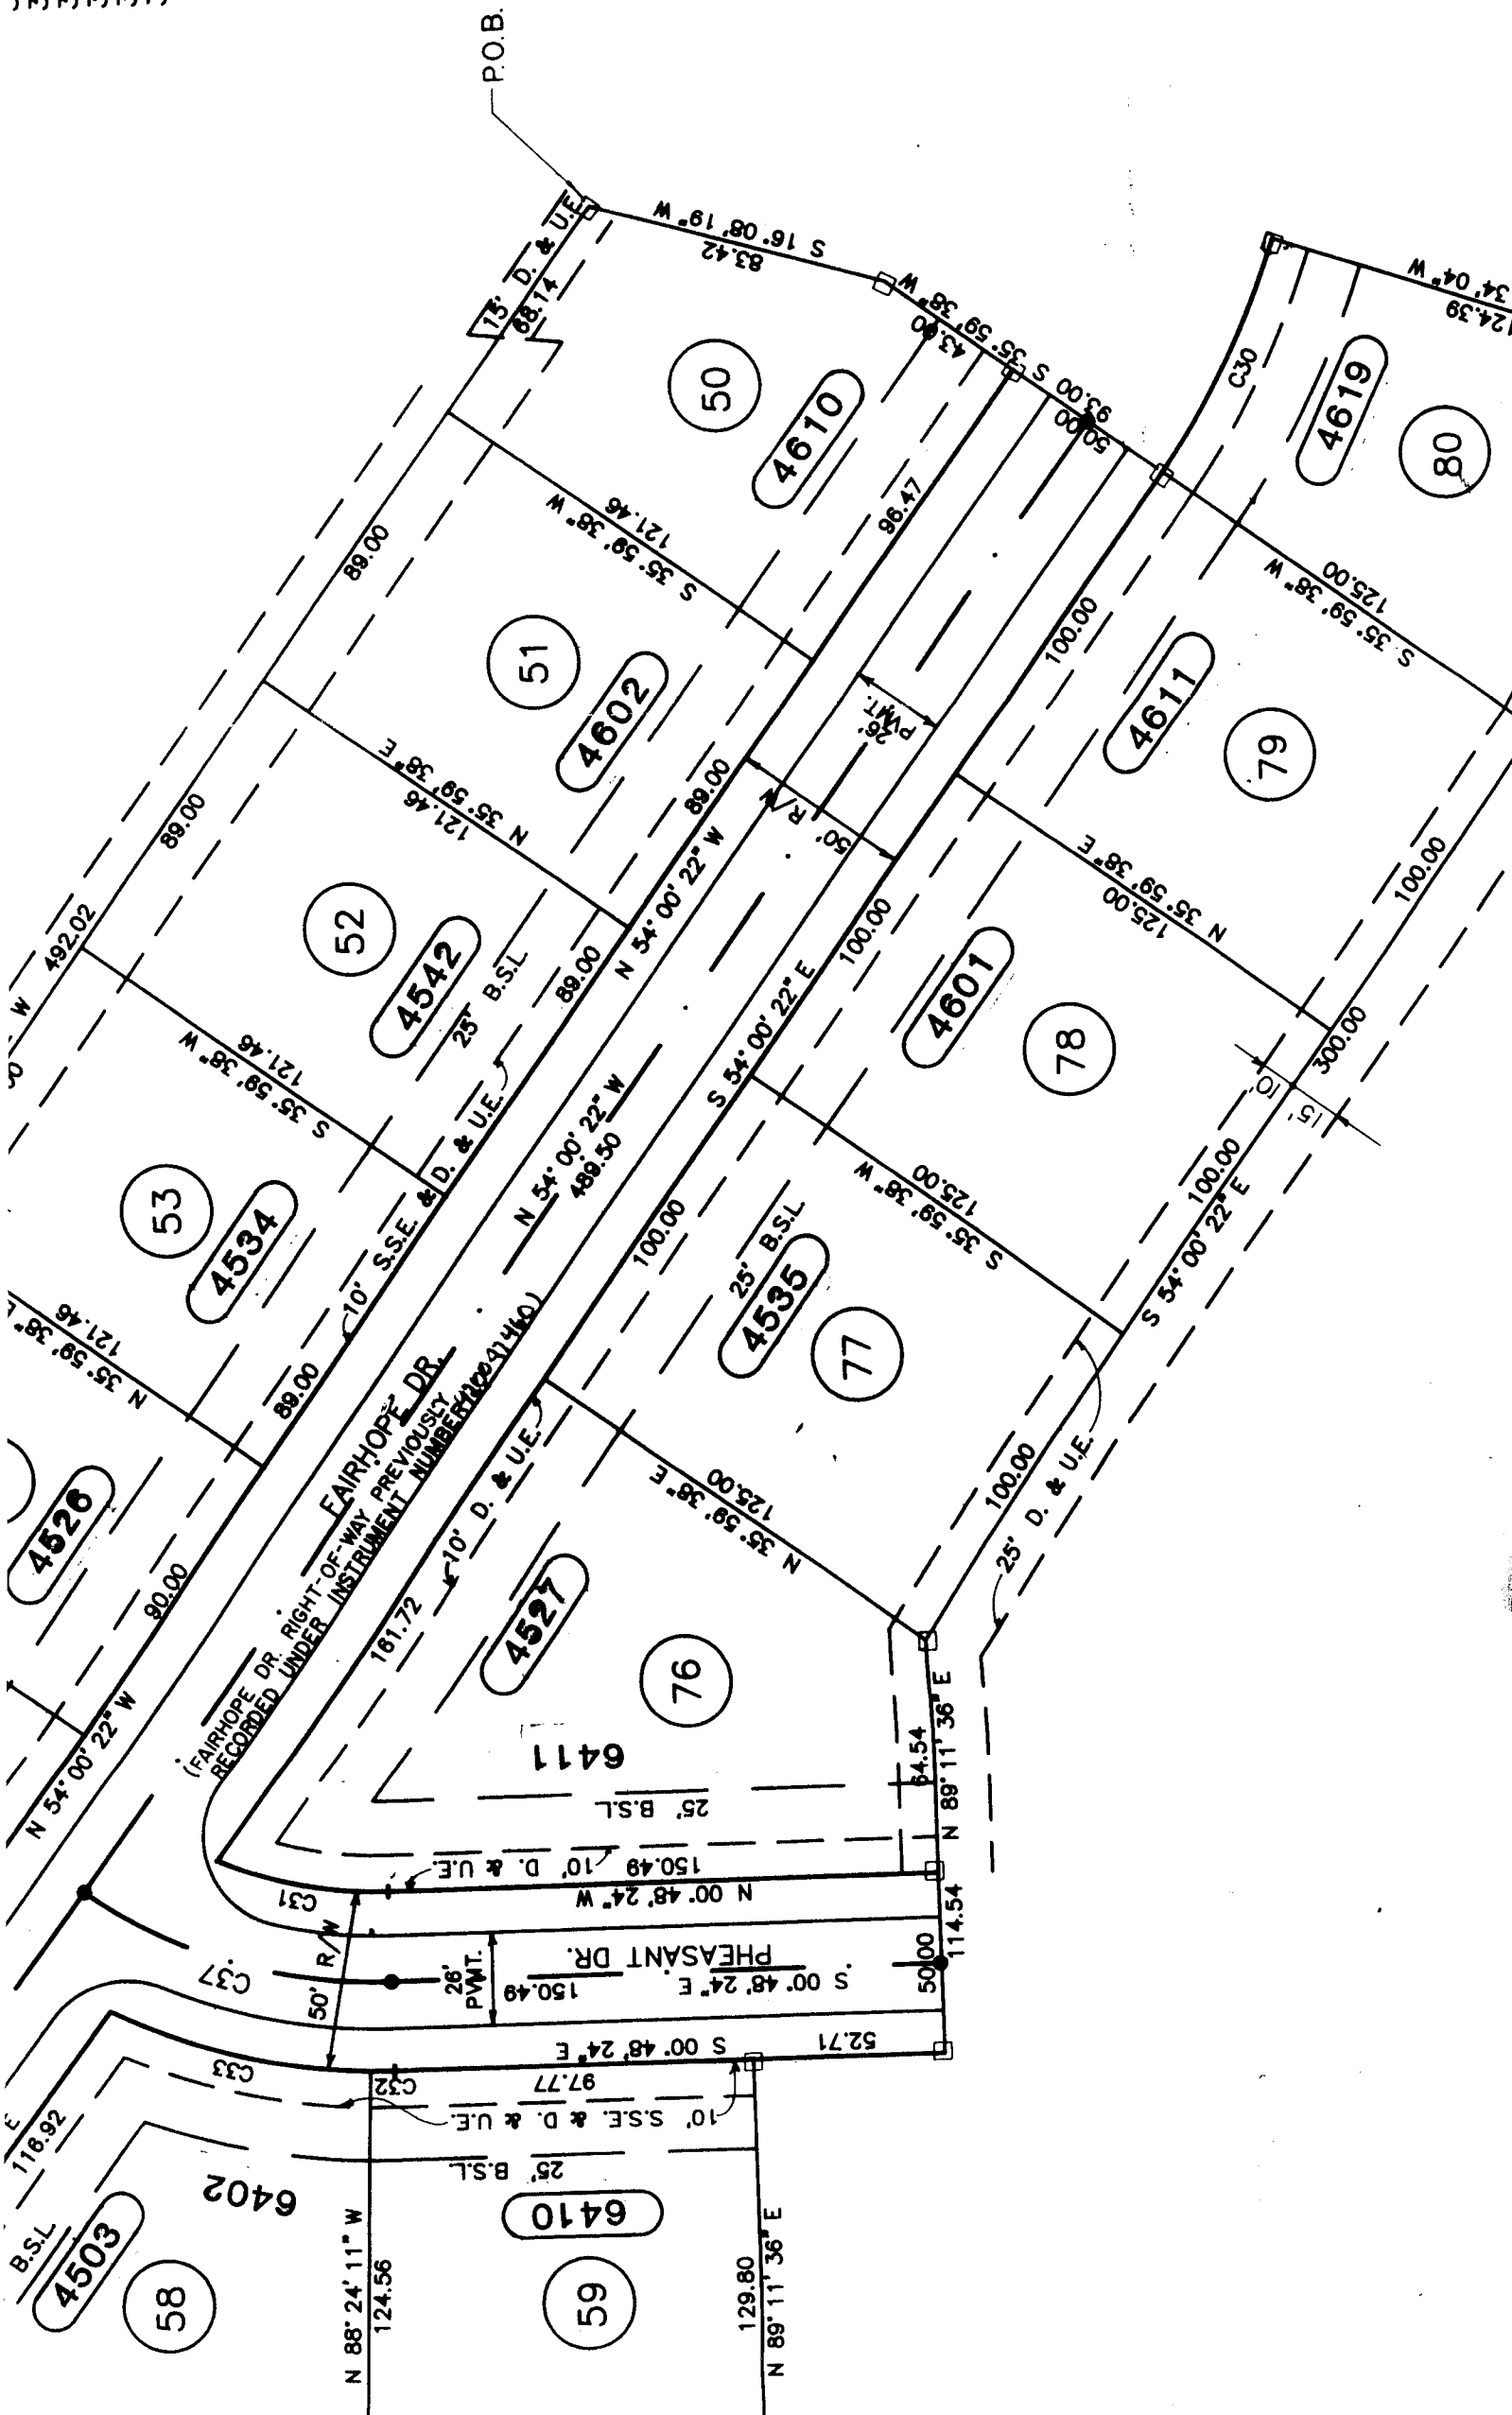 P.O.B.
15' D. & U.E.
68.14
S 16° 08' 19" W
83.42
50
4610
43.00
S 35° 59' 38" W
93.00
50.00
C30
34' 04" W
124.39
4619
80
89.00
S 35° 59' 38" W
121.46
96.47
51
4602
100.00
S 35° 59' 38" W
125.00
4611
79
26'
PVMT.
89.00
N 35° 59' 38" E
121.46
89.00
N 54° 00' 22" W
50' R/W
N 35° 59' 38" E
125.00
100.00
492.02
W
52
4542
25' B.S.L.
89.00
100.00
S 54° 00' 22" E
4601
78
300.00
10'
15'
S 35° 59' 38" W
121.46
10' S.S.E. & D. & U.E.
N 54° 00' 22" W
489.50
S 35° 59' 38" W
125.00
100.00
S 54° 00' 22" E
53
4534
100.00
25' B.S.L.
4535
77
N 35° 59' 38" E
121.46
89.00
FAIRHOPE DR.
(FAIRHOPE DR. RIGHT-OF-WAY PREVIOUSLY
RECORDED UNDER INSTRUMENT NUMBER
10' D. & U.E.
N 35° 59' 38" E
125.00
100.00
25' D. & U.E.
4526
90.00
N 54° 00' 22" W
161.72
4527
76
6411
25' B.S.L.
64.54
N 89° 11' 36" E
C31
150.49
10' D. & U.E.
N 00° 48' 24" W
C37
50' R/W
26'
PVMT.
PHEASANT DR.
S 00° 48' 24" E
150.49
50.00
114.54
C33
C32
S 00° 48' 24" E
97.77
52.71
E
116.92
10' S.S.E. & D. & U.E.
25' B.S.L.
6402
6410
B.S.L.
4503
58
N 88° 24' 11" W
124.56
59
129.80
N 89° 11' 36" E